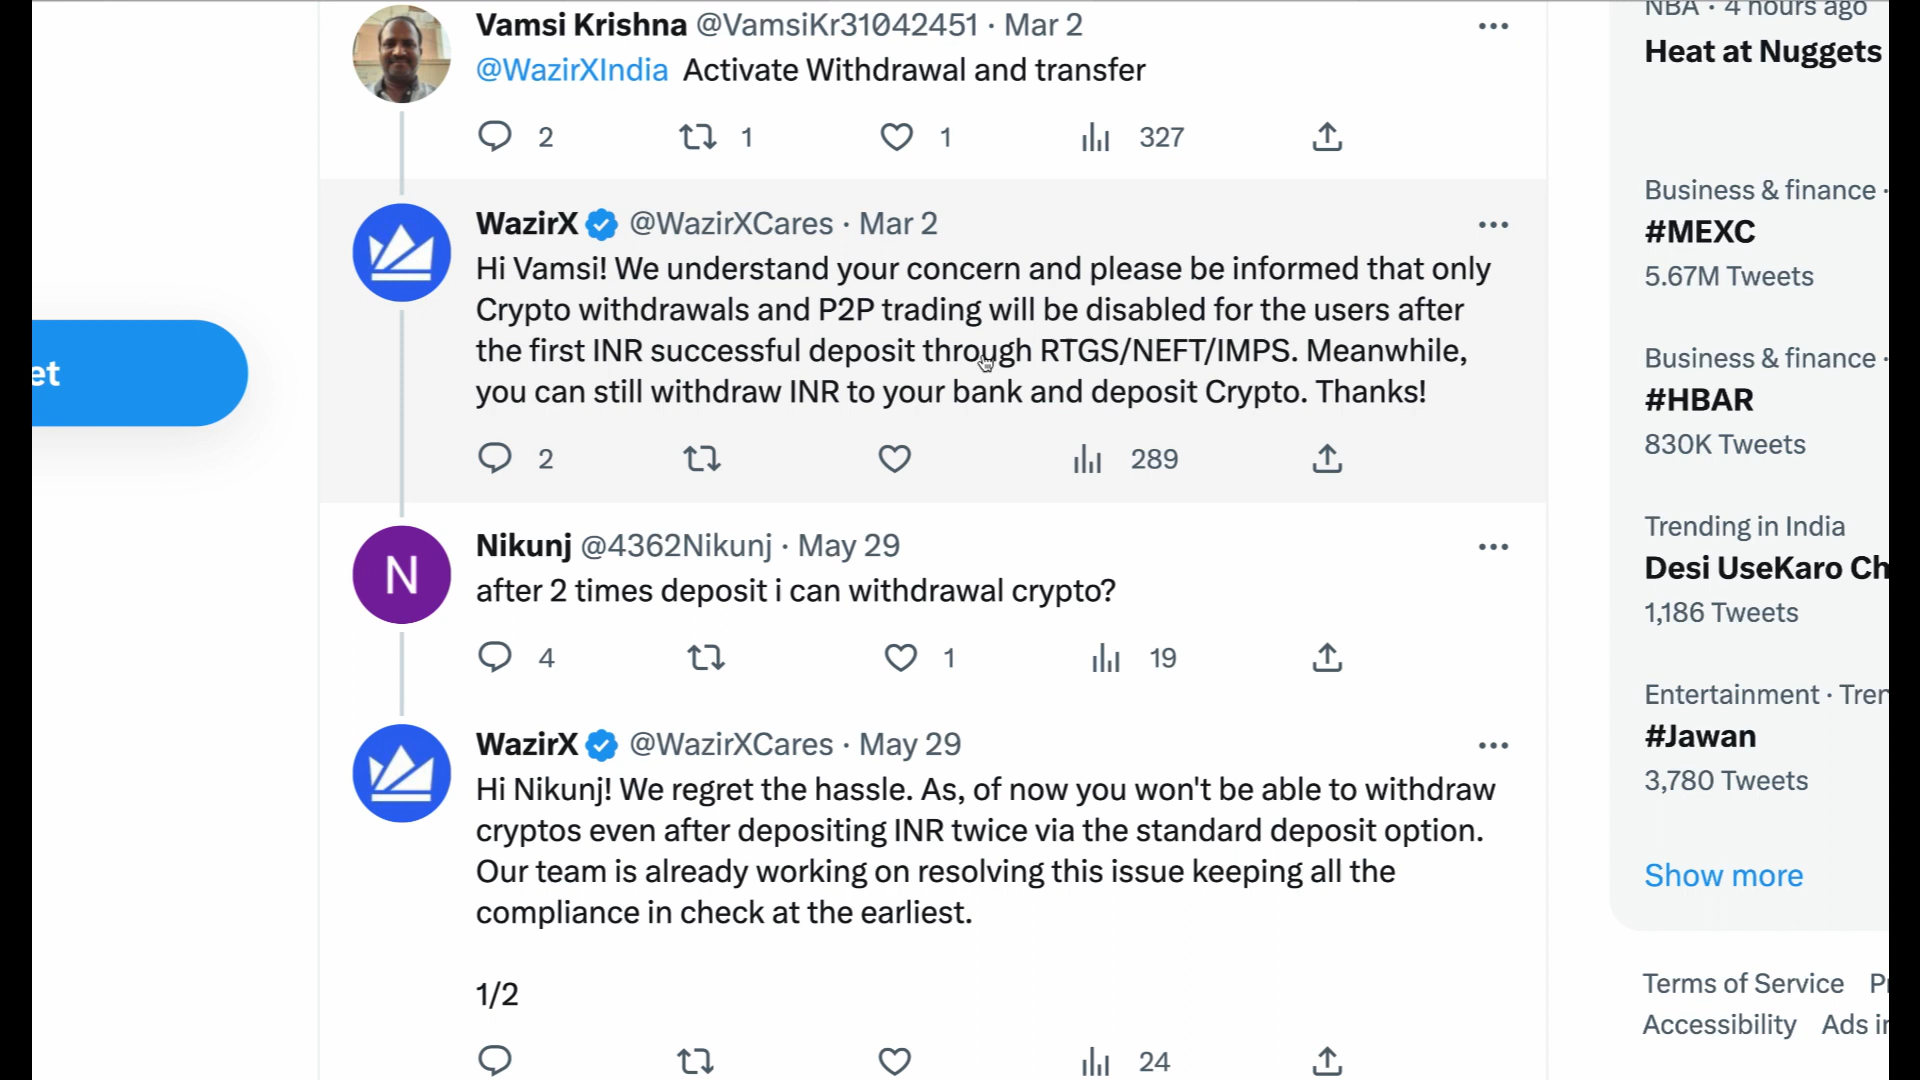 Vamsi Krishna @VamsiKr31042451 · Mar 2
@WazirXIndia Activate Withdrawal and transfer
2 1 1 327
WazirX @WazirXCares · Mar 2
Hi Vamsi! We understand your concern and please be informed that only
Crypto withdrawals and P2P trading will be disabled for the users after
the first INR successful deposit through RTGS/NEFT/IMPS. Meanwhile,
you can still withdraw INR to your bank and deposit Crypto. Thanks!
2 289
N
Nikunj @4362Nikunj · May 29
after 2 times deposit i can withdrawal crypto?
4 1 19
WazirX @WazirXCares · May 29
Hi Nikunj! We regret the hassle. As, of now you won't be able to withdraw
cryptos even after depositing INR twice via the standard deposit option.
Our team is already working on resolving this issue keeping all the
compliance in check at the earliest.
1/2
24
et
NBA · 4 hours ago
Heat at Nuggets
Business & finance ·
#MEXC
5.67M Tweets
Business & finance ·
#HBAR
830K Tweets
Trending in India
Desi UseKaro Ch
1,186 Tweets
Entertainment · Tren
#Jawan
3,780 Tweets
Show more
Terms of Service
Accessibility Ads in